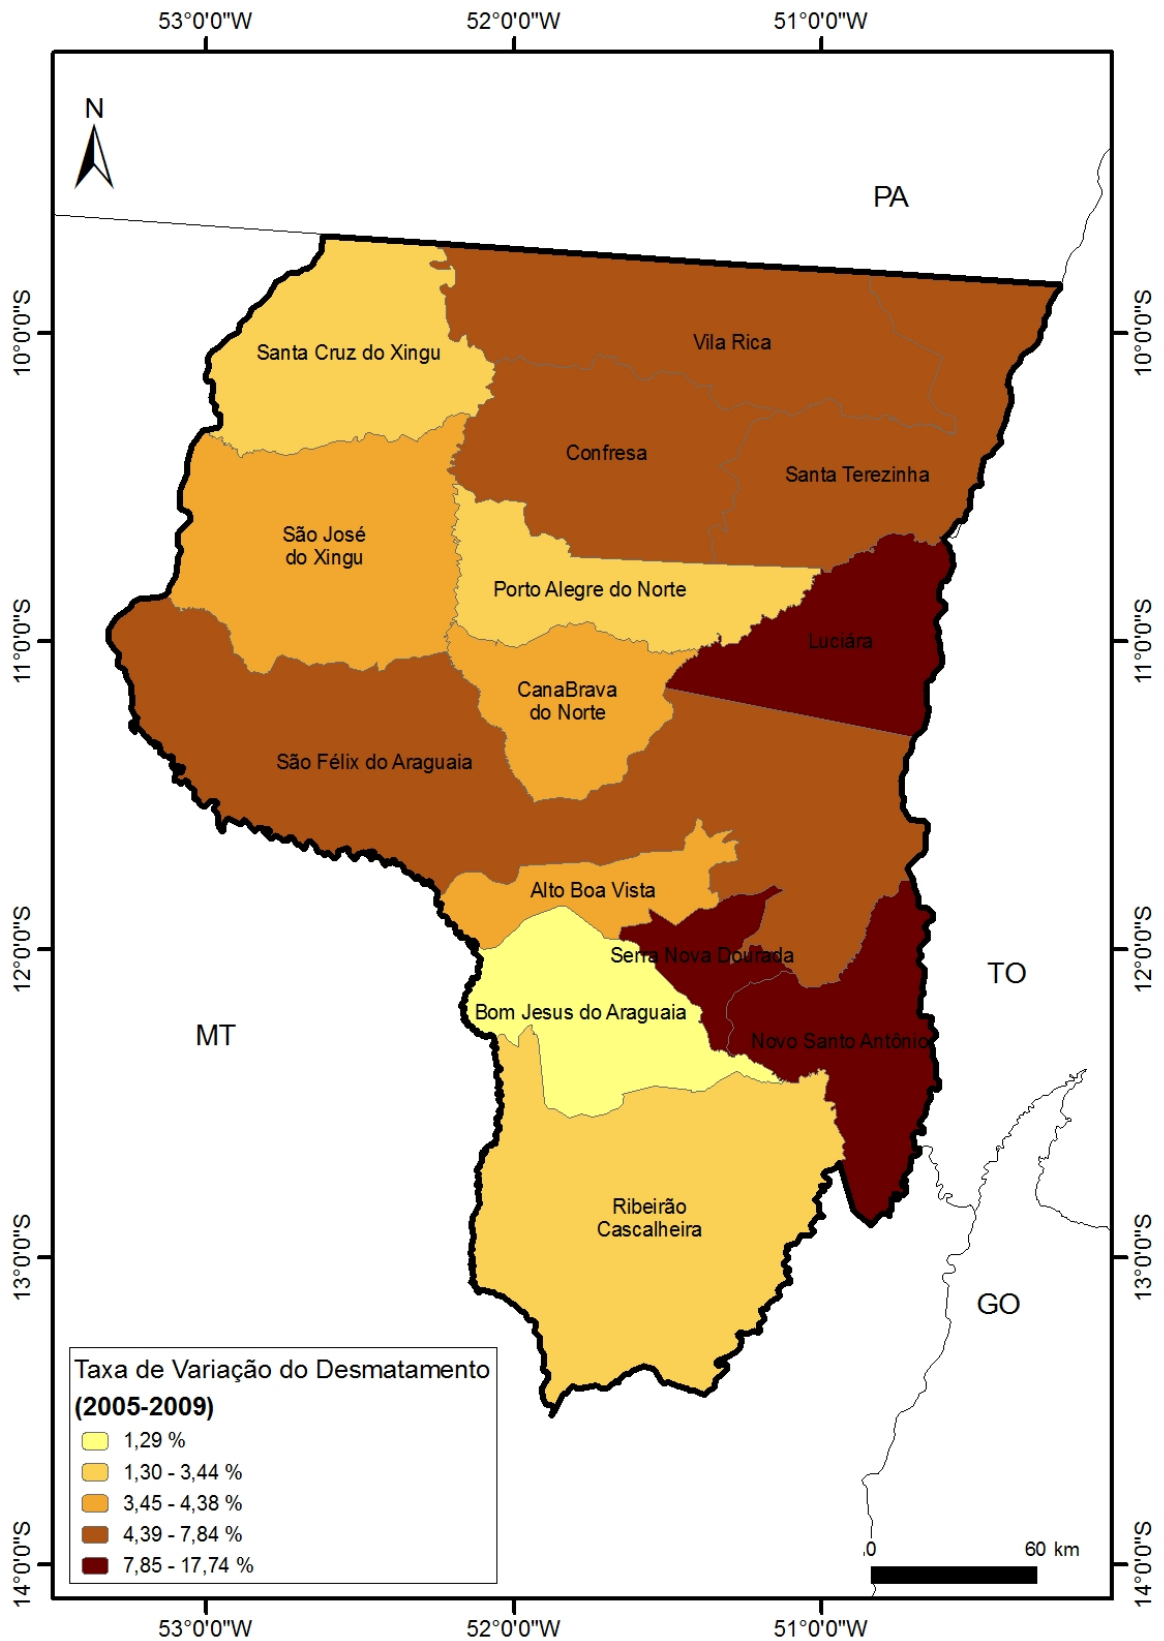 53°0'0"W
52°0'0"W
51°0'0"W
N
PA
10°0'0"S
10°0'0"S
Vila Rica
Santa Cruz do Xingu
Confresa
Santa Terezinha
São José
do Xingu
Porto Alegre do Norte
11°0'0"S
11°0'0"S
Luciára
CanaBrava
do Norte
São Félix do Araguaia
Alto Boa Vista
12°0'0"S
12°0'0"S
Serra Nova Dourada
TO
Bom Jesus do Araguaia
MT
Novo Santo Antônio
Ribeirão
Cascalheira
13°0'0"S
13°0'0"S
GO
Taxa de Variação do Desmatamento
(2005-2009)
1,29 %
1,30 - 3,44 %
3,45 - 4,38 %
4,39 - 7,84 %
7,85 - 17,74 %
0 60 km
14°0'0"S
14°0'0"S
53°0'0"W
52°0'0"W
51°0'0"W